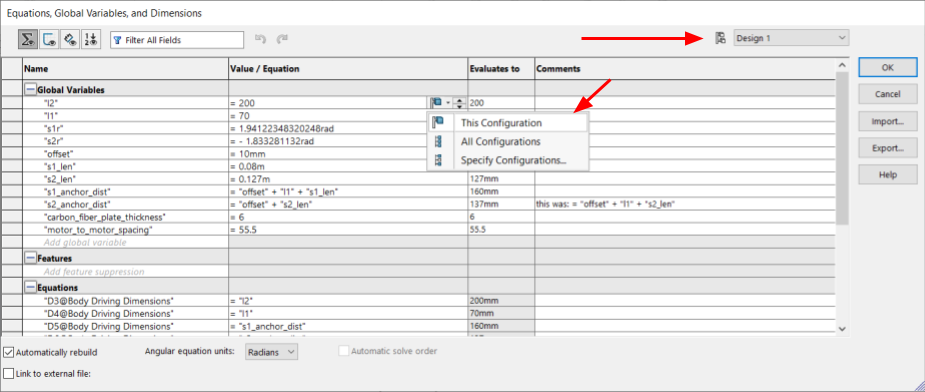 Equations, Global Variables, and Dimensions
Filter All Fields
Design 1
Name Value / Equation Evaluates to Comments
Global Variables
"l2" = 200 200
"l1" = 70
"s1r" = 1.94122348320248rad
"s2r" = - 1.833281132rad
"offset" = 10mm
"s1_len" = 0.08m
"s2_len" = 0.127m 127mm
"s1_anchor_dist" = "offset" + "l1" + "s1_len" 160mm
"s2_anchor_dist" = "offset" + "s2_len" 137mm this was: = "offset" + "l1" + "s2_len"
"carbon_fiber_plate_thickness" = 6 6
"motor_to_motor_spacing" = 55.5 55.5
Add global variable
Features
Add feature suppression
Equations
"D3@Body Driving Dimensions" = "l2" 200mm
"D4@Body Driving Dimensions" = "l1" 70mm
"D5@Body Driving Dimensions" = "s1_anchor_dist" 160mm
This Configuration
All Configurations
Specify Configurations...
OK
Cancel
Import...
Export...
Help
Automatically rebuild Angular equation units: Radians Automatic solve order
Link to external file: